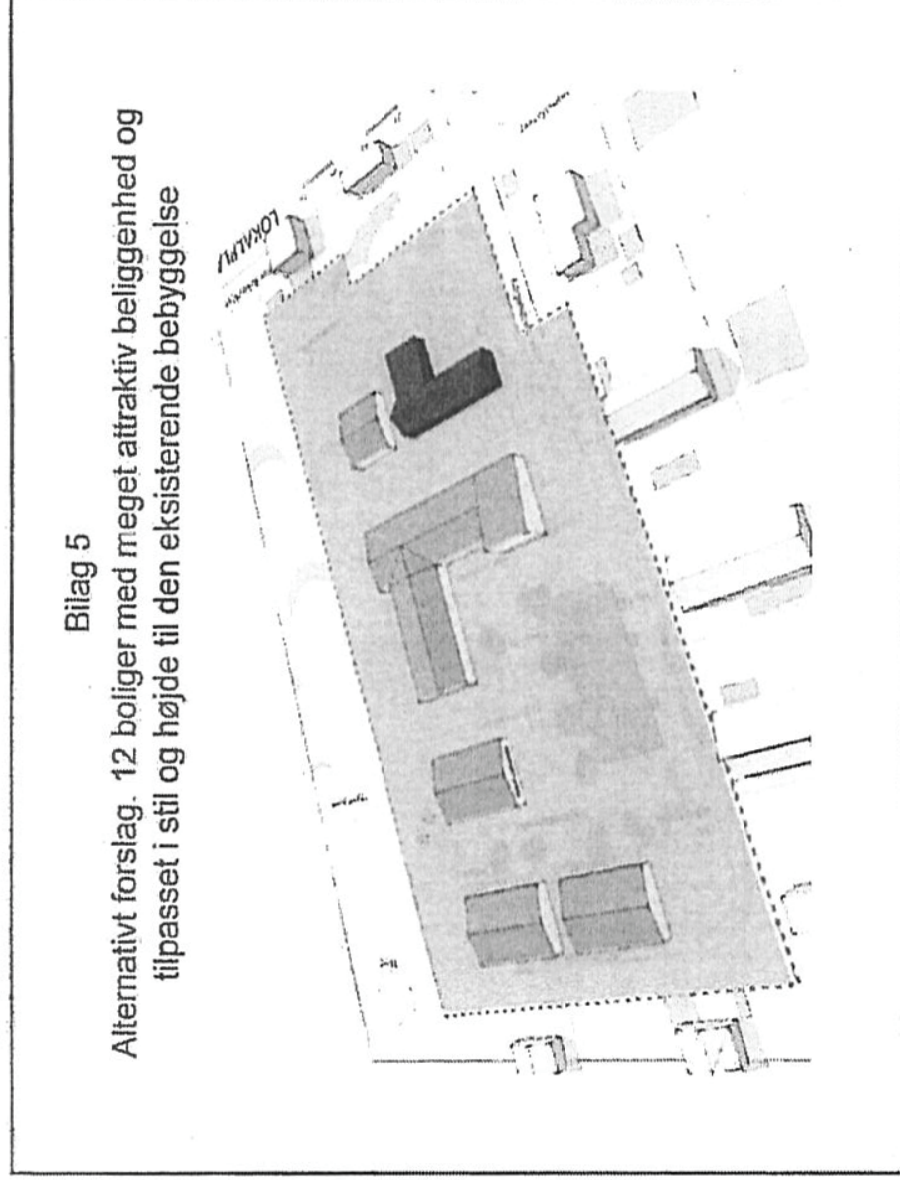 Bilag 5
Alternativt forslag. 12 boliger med meget attraktiv beliggenhed og
tilpasset i stil og højde til den eksisterende bebyggelse
LOKALPL